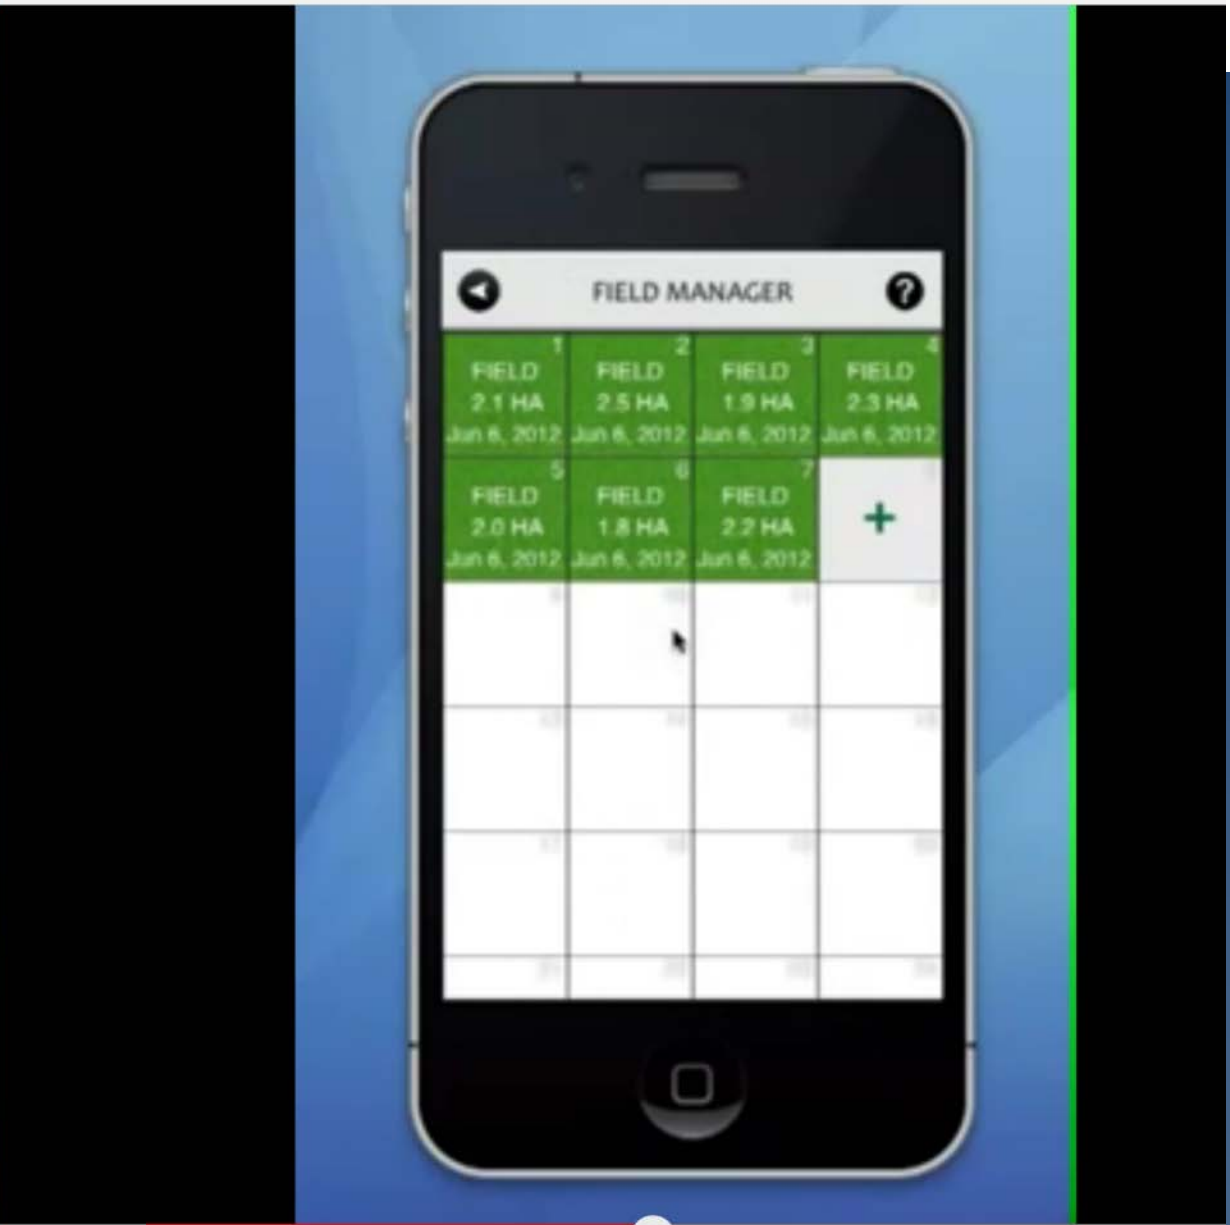 FIELD MANAGER ?
1 2 3 4
FIELD FIELD FIELD FIELD
2.1 HA 2.5 HA 1.9 HA 2.3 HA
Jun 6, 2012 Jun 6, 2012 Jun 6, 2012 Jun 6, 2012
5 6 7
FIELD FIELD FIELD +
2.0 HA 1.8 HA 2.2 HA
Jun 6, 2012 Jun 6, 2012 Jun 6, 2012